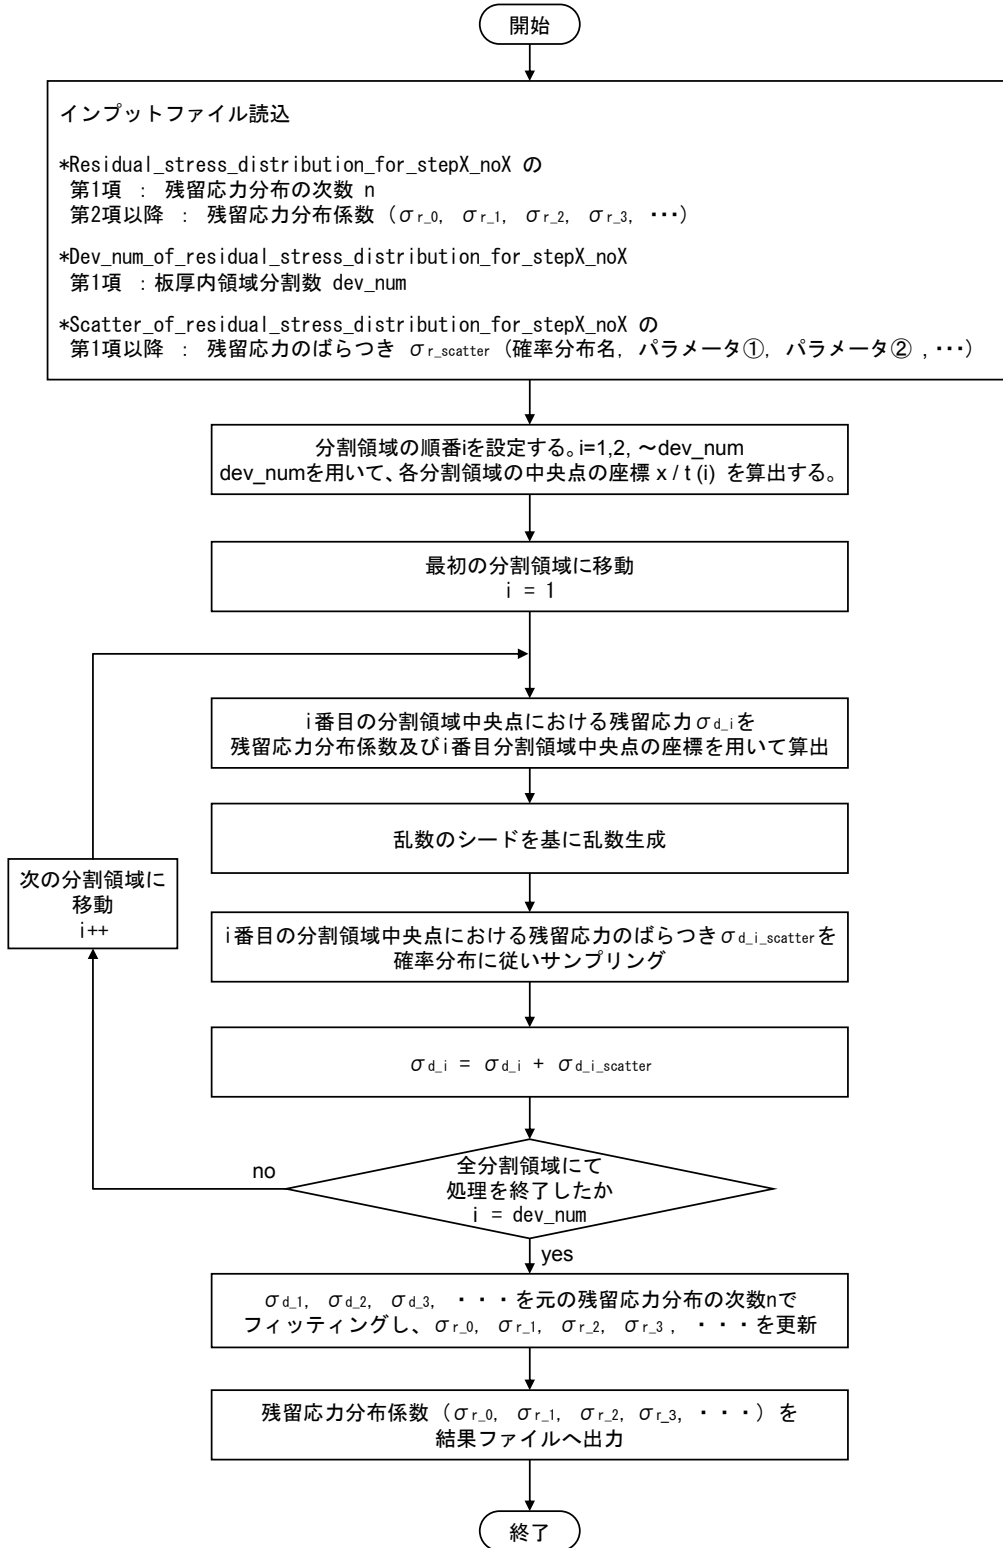 開始
インプットファイル読込
*Residual_stress_distribution_for_stepX_noX の
第1項 : 残留応力分布の次数 n
第2項以降 : 残留応力分布係数 (σr_0, σr_1, σr_2, σr_3, ・・・)
*Dev_num_of_residual_stress_distribution_for_stepX_noX
第1項 : 板厚内領域分割数 dev_num
*Scatter_of_residual_stress_distribution_for_stepX_noX の
第1項以降 : 残留応力のばらつき σr_scatter (確率分布名, パラメータ①, パラメータ② ,・・・)
分割領域の順番iを設定する。i=1,2, ～dev_num
dev_numを用いて、各分割領域の中央点の座標 x / t (i) を算出する。
最初の分割領域に移動
i = 1
i番目の分割領域中央点における残留応力σd_iを
残留応力分布係数及びi番目分割領域中央点の座標を用いて算出
乱数のシードを基に乱数生成
次の分割領域に
移動
i++
i番目の分割領域中央点における残留応力のばらつきσd_i_scatterを
確率分布に従いサンプリング
σd_i = σd_i + σd_i_scatter
no
全分割領域にて
処理を終了したか
i = dev_num
yes
σd_1, σd_2, σd_3, ・・・を元の残留応力分布の次数nで
フィッティングし、σr_0, σr_1, σr_2, σr_3 , ・・・を更新
残留応力分布係数 (σr_0, σr_1, σr_2, σr_3, ・・・) を
結果ファイルへ出力
終了